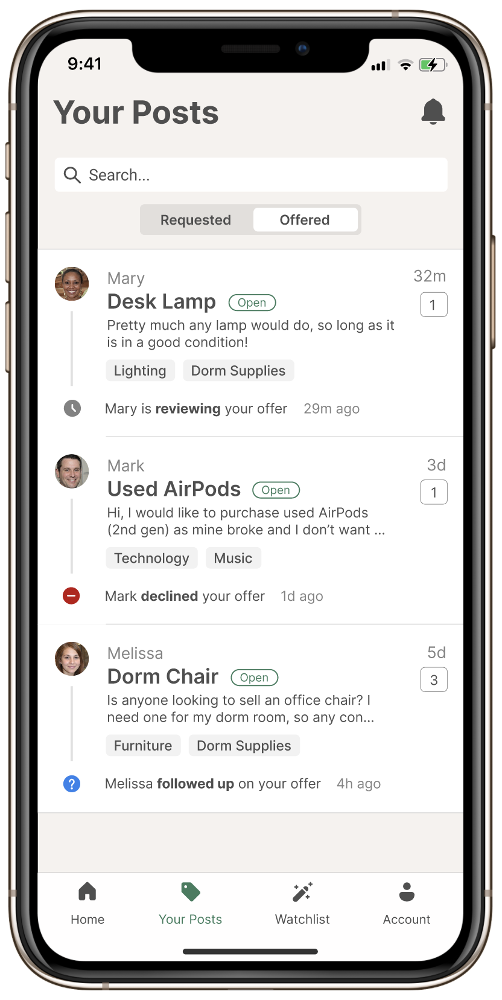 9:41
Your Posts
Search...
Requested Offered
Mary 32m
Desk Lamp Open 1
Pretty much any lamp would do, so long as it
is in a good condition!
Lighting Dorm Supplies
Mary is reviewing your offer 29m ago
Mark 3d
Used AirPods Open 1
Hi, I would like to purchase used AirPods
(2nd gen) as mine broke and I don’t want ...
Technology Music
Mark declined your offer 1d ago
Melissa 5d
Dorm Chair Open 3
Is anyone looking to sell an office chair? I
need one for my dorm room, so any con...
Furniture Dorm Supplies
? Melissa followed up on your offer 4h ago
Home Your Posts Watchlist Account